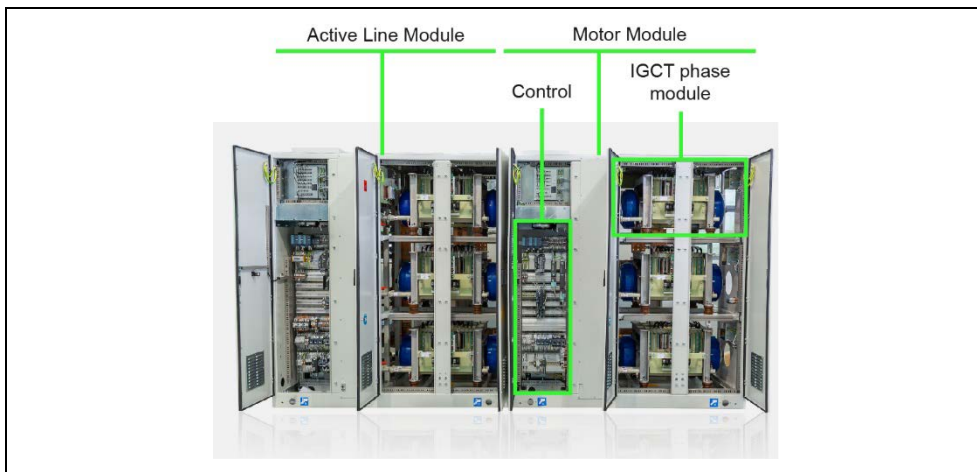 Active Line Module
Motor Module
IGCT phase
module
Control